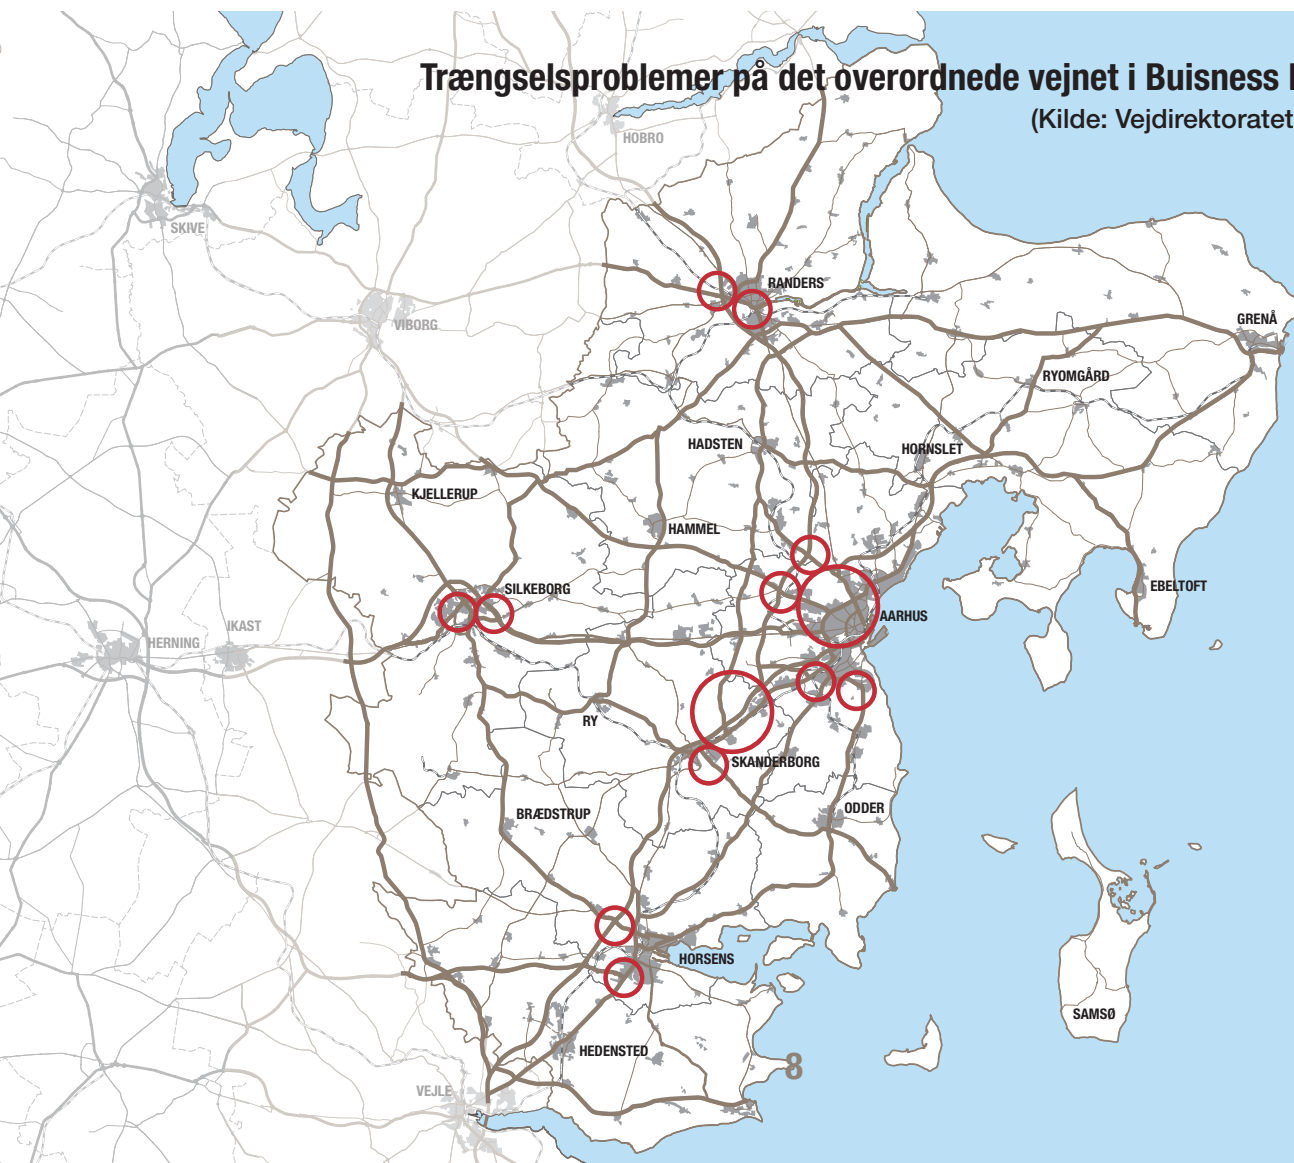 Trængselsproblemer på det overordnede vejnet i Buisness
(Kilde: Vejdirektoratet
HOBRO
SKIVE
RANDERS
VIBORG
GRENÅ
RYOMGÅRD
HADSTEN
HORNSLET
KJELLERUP
HAMMEL
SILKEBORG
EBELTOFT
AARHUS
IKAST
HERNING
RY
SKANDERBORG
BRÆDSTRUP
ODDER
HORSENS
SAMSØ
HEDENSTED
8
VEJLE